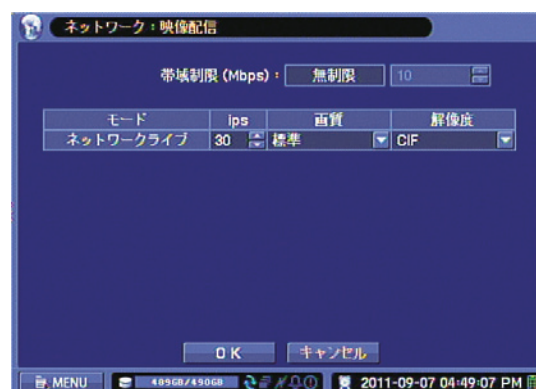 ネットワーク：映像配信
帯域制限 (Mbps)： 無制限 10
モード ips 画質 解像度
ネットワークライブ 30 標準 CIF
OK キャンセル
MENU 489GB/490GB 2011-09-07 04:49:07 PM